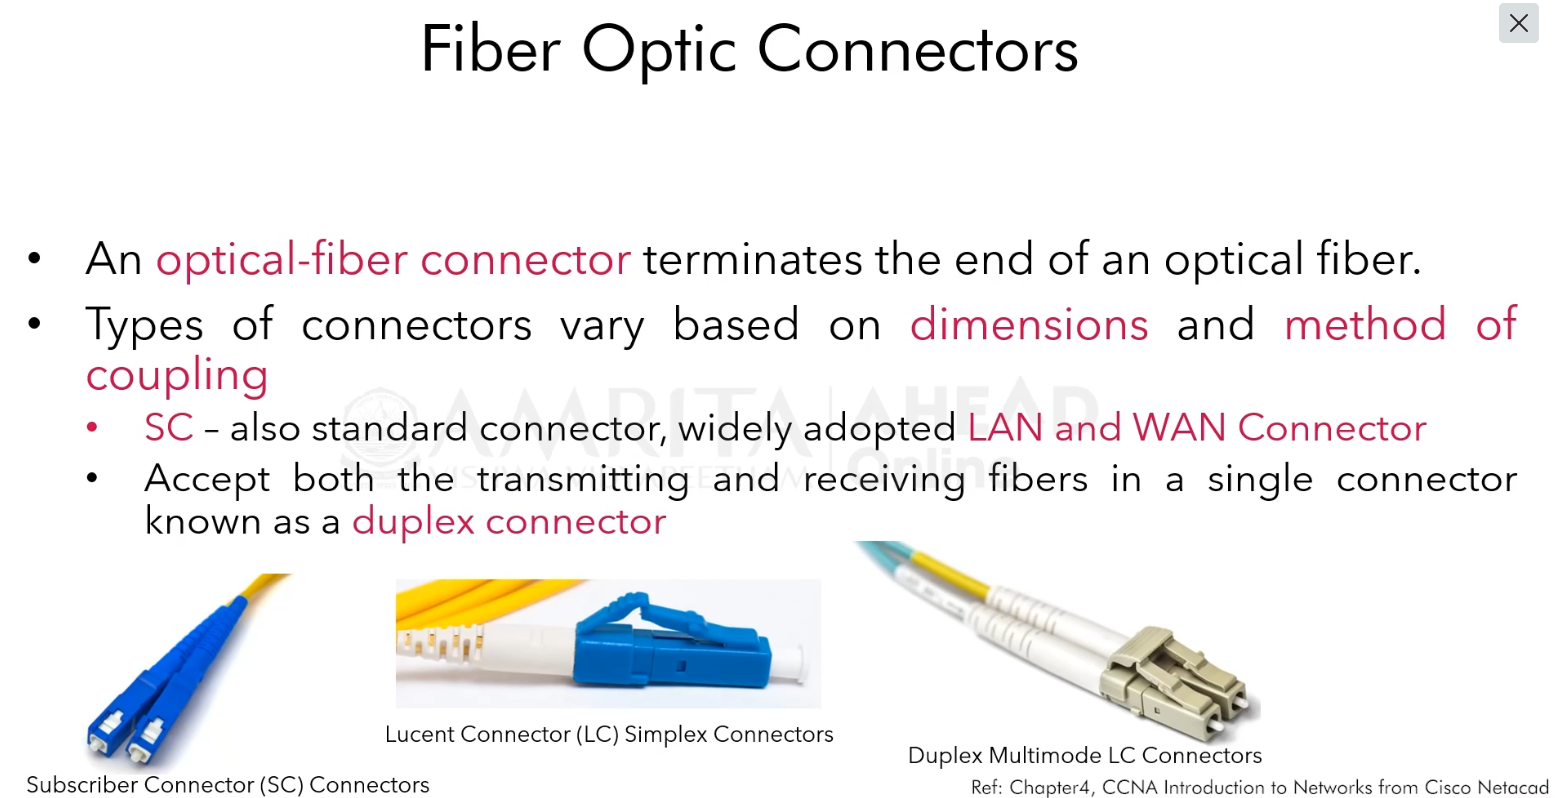 Fiber Optic Connectors
• An optical-fiber connector terminates the end of an optical fiber.
• Types of connectors vary based on dimensions and method of
coupling
• SC – also standard connector, widely adopted LAN and WAN Connector
• Accept both the transmitting and receiving fibers in a single connector
known as a duplex connector
AMRITA
VISHWA VIDYAPEETHAM
AHEAD
Online
Lucent Connector (LC) Simplex Connectors
Duplex Multimode LC Connectors
Subscriber Connector (SC) Connectors
Ref: Chapter4, CCNA Introduction to Networks from Cisco Netacad